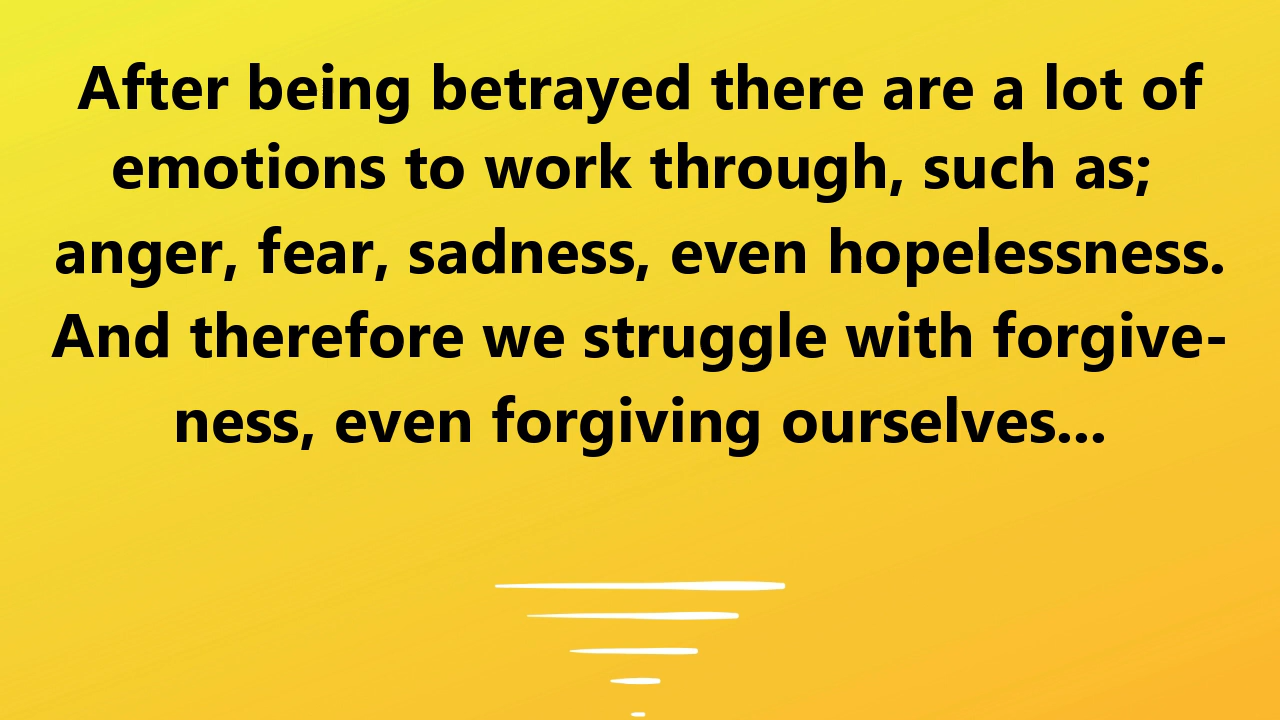 After being betrayed there are a lot of
emotions to work through, such as;
anger, fear, sadness, even hopelessness.
And therefore we struggle with forgive-
ness, even forgiving ourselves...